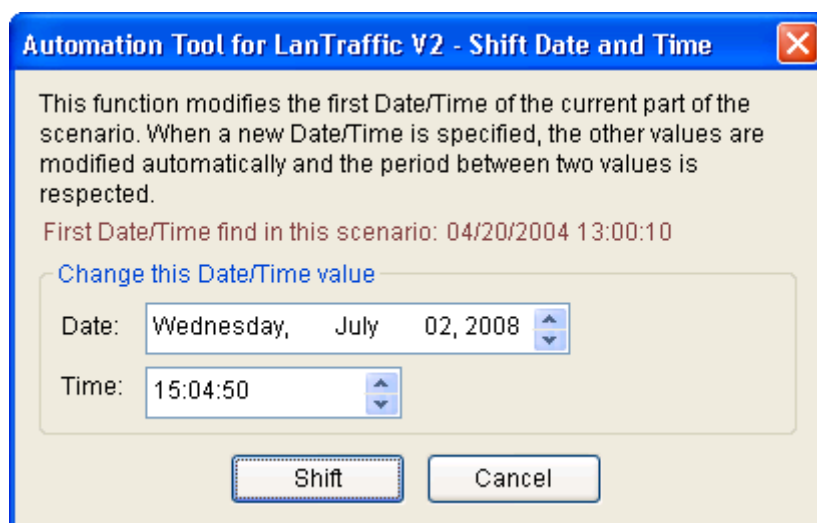 Automation Tool for LanTraffic V2 - Shift Date and Time
This function modifies the first Date/Time of the current part of the
scenario. When a new Date/Time is specified, the other values are
modified automatically and the period between two values is
respected.
First Date/Time find in this scenario: 04/20/2004 13:00:10
Change this Date/Time value
Date: Wednesday, July 02, 2008
Time: 15:04:50
Shift Cancel